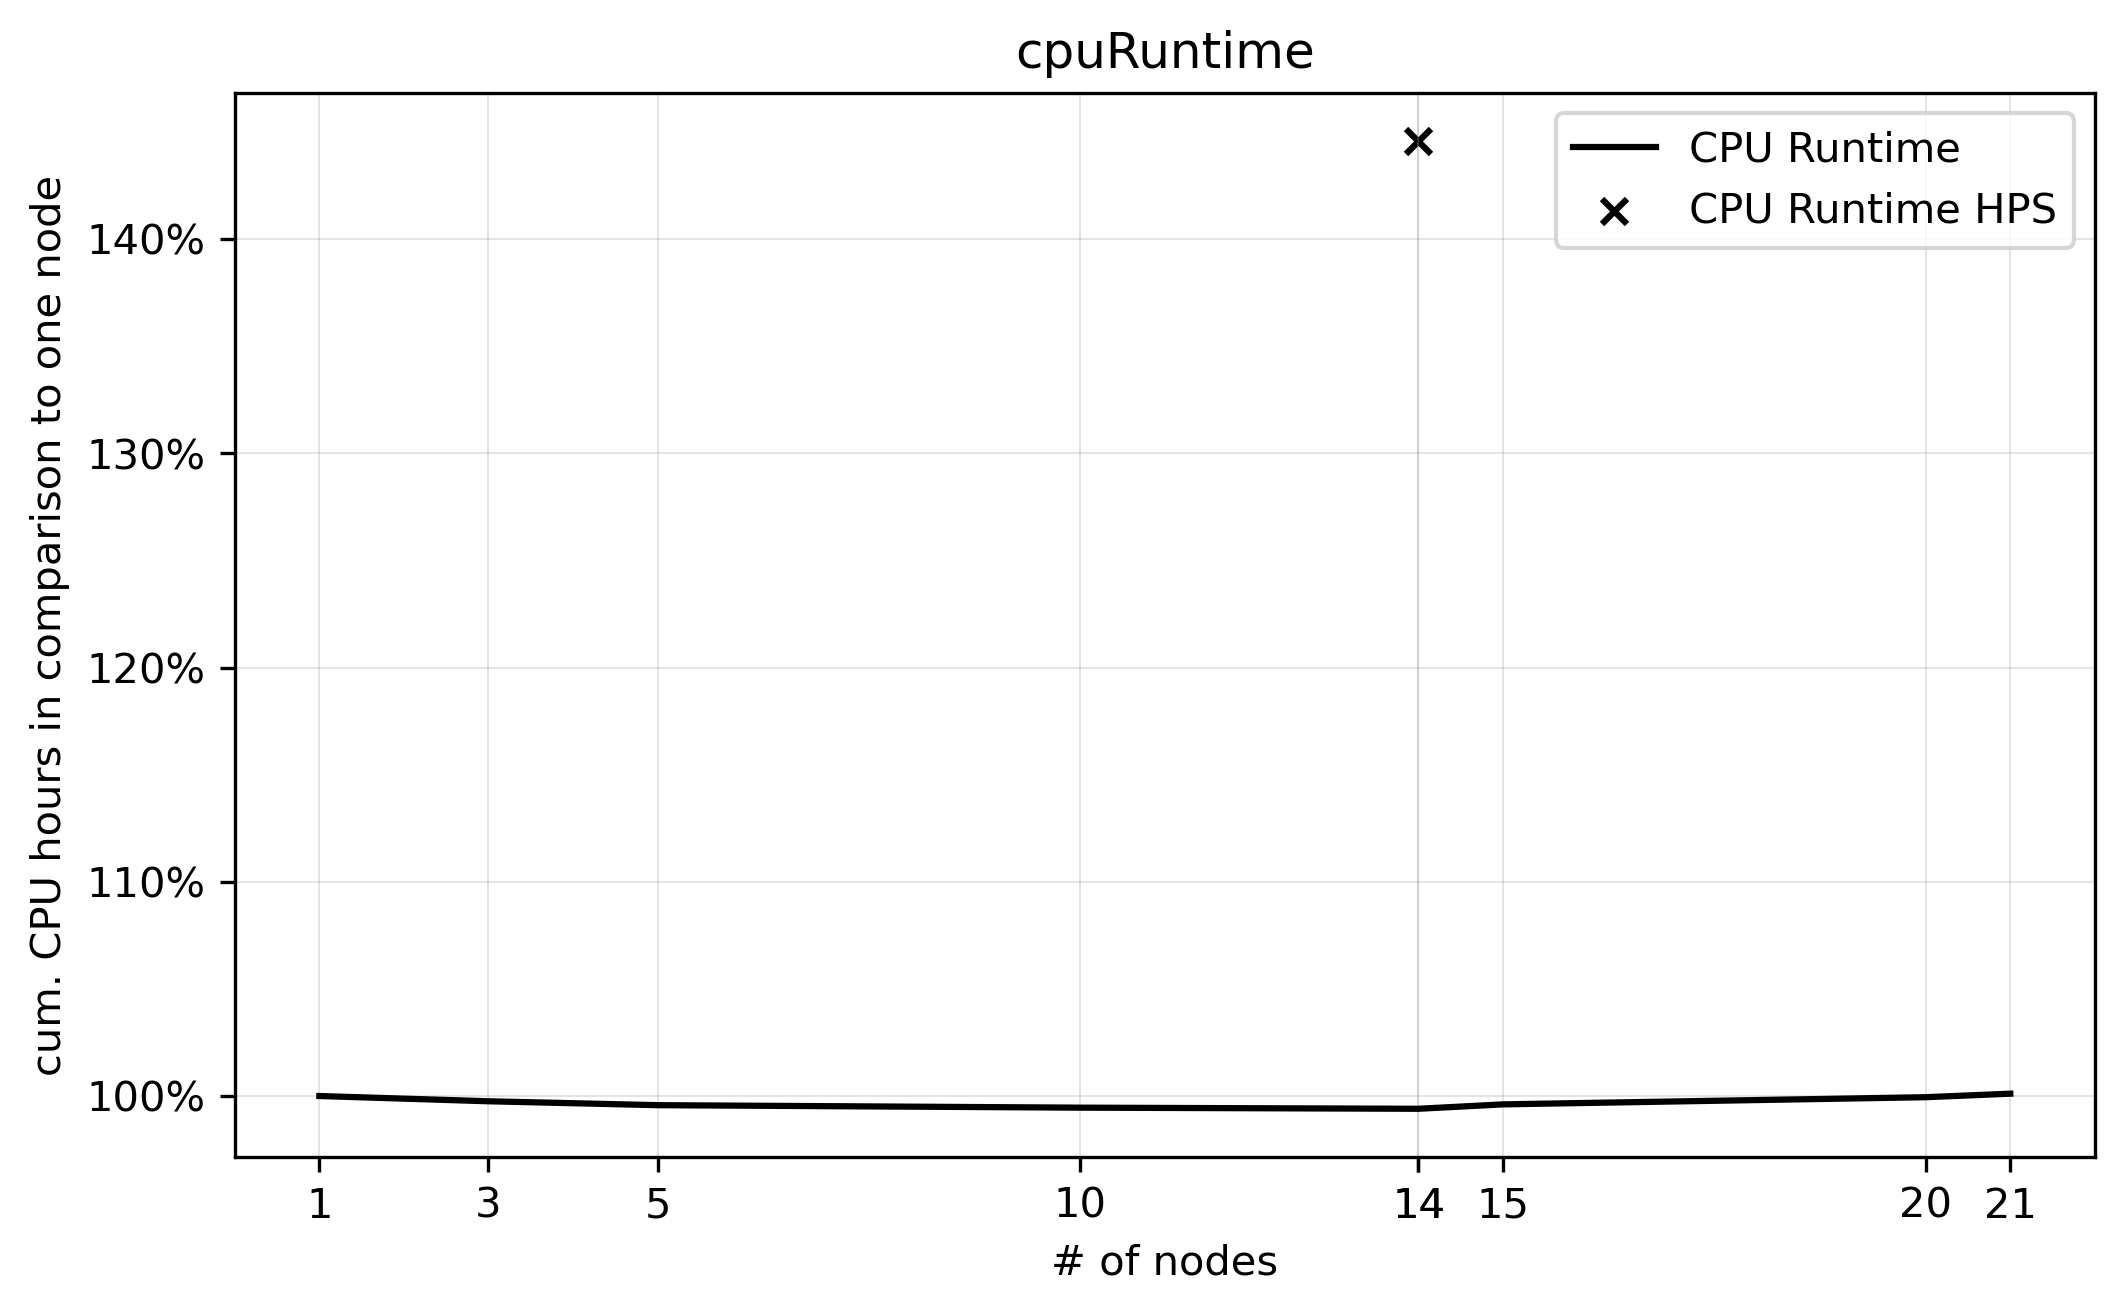 cpuRuntime
CPU Runtime
CPU Runtime HPS
cum. CPU hours in comparison to one node
140%
130%
120%
110%
100%
1 3 5 10 14 15 20 21
# of nodes